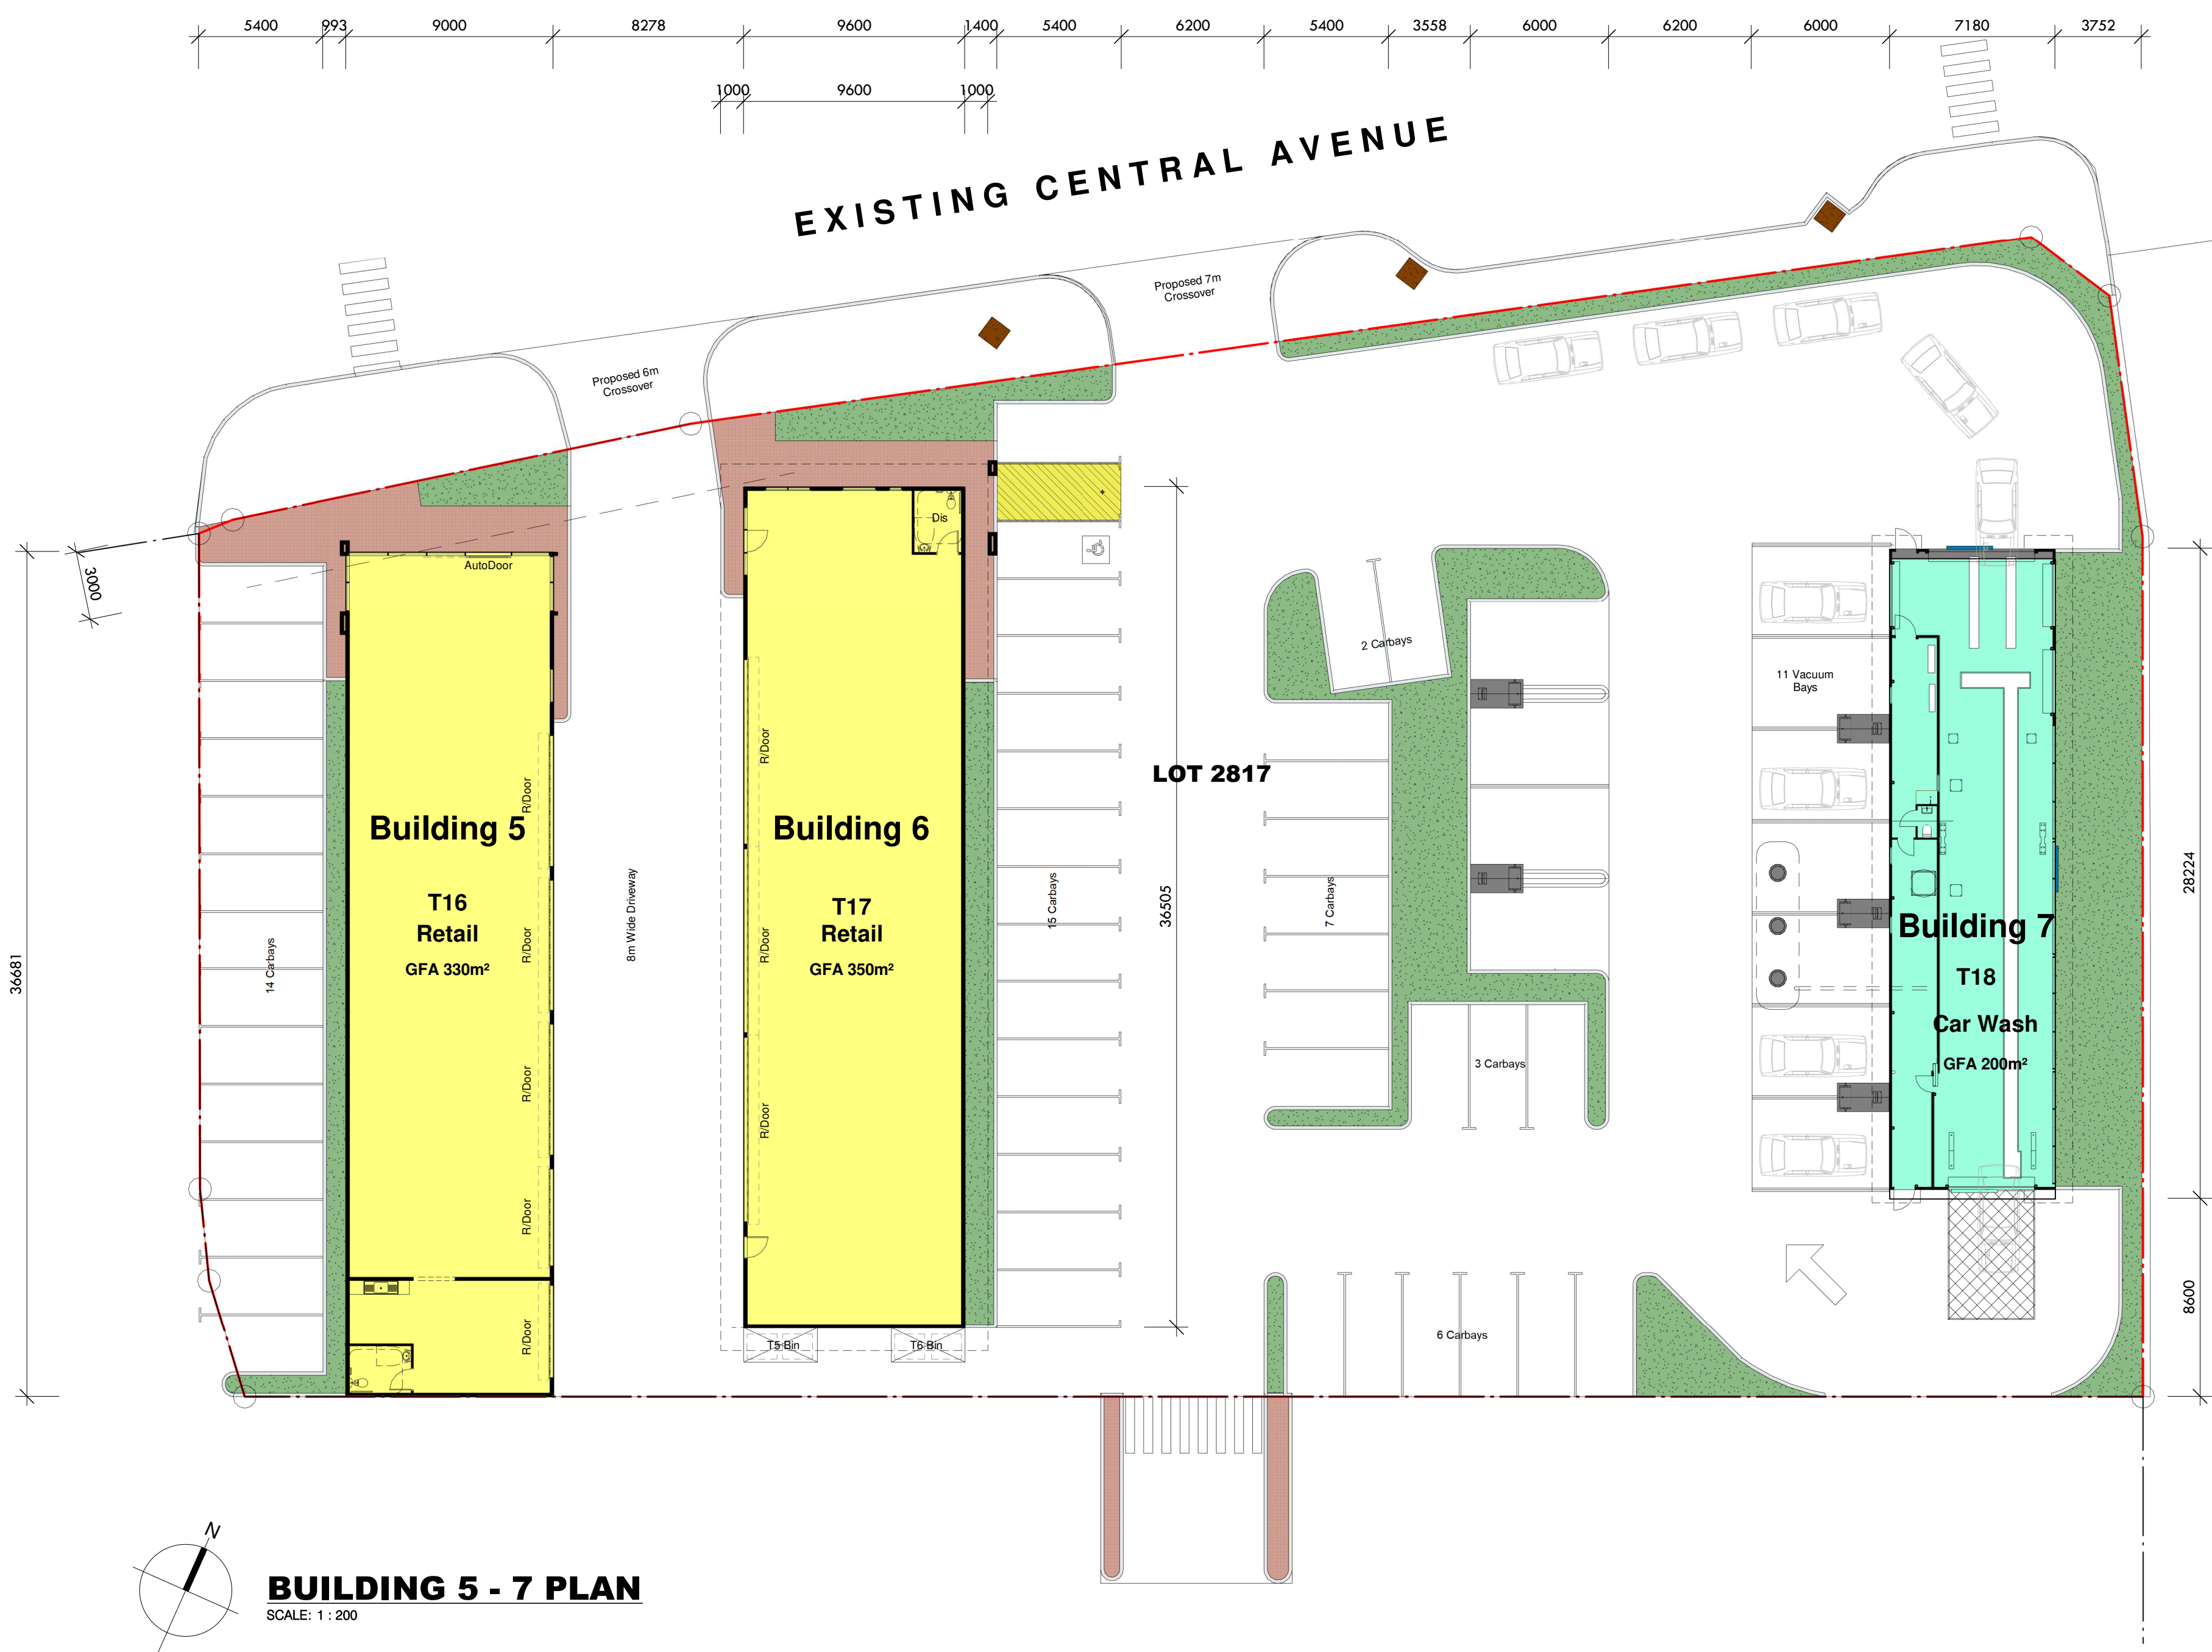 5400 993 9000 8278 9600 1400 5400 6200 5400 3558 6000 6200 6000 7180 3752
1000 9600 1000
EXISTING CENTRAL AVENUE
Proposed 7m
Crossover
Proposed 6m
Crossover
3000
AutoDoor
Dis
2 Carbays
11 Vacuum
Bays
R/Door
R/Door
LOT 2817
Building 5
Building 6
T16
Retail
GFA 330m²
T17
Retail
GFA 350m²
8m Wide Driveway
15 Carbays
36505
7 Carbays
28224
Building 7
T18
Car Wash
GFA 200m²
36681
14 Carbays
R/Door
R/Door
R/Door
R/Door
3 Carbays
R/Door
R/Door
8600
T5 Bin
T6 Bin
6 Carbays
N
BUILDING 5 - 7 PLAN
SCALE: 1 : 200